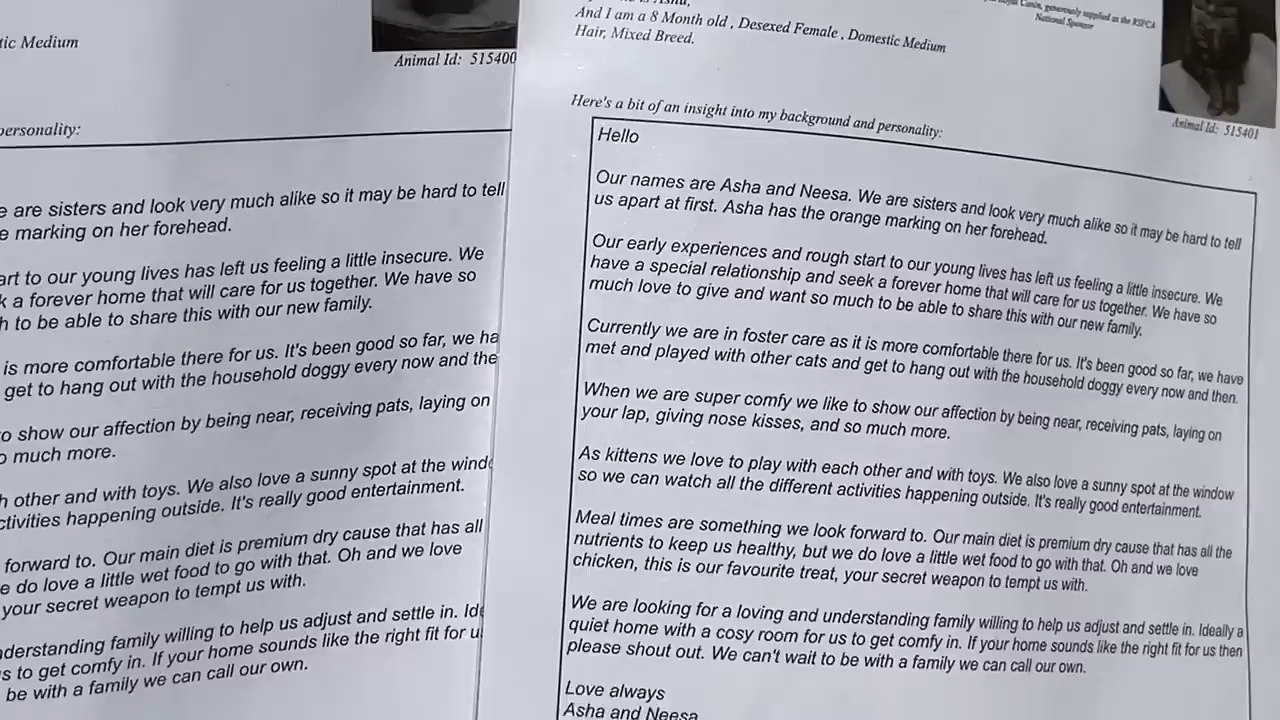 tic Medium
Animal Id: 515400
personality:
e are sisters and look very much alike so it may be hard to tell
e marking on her forehead.
art to our young lives has left us feeling a little insecure. We
k a forever home that will care for us together. We have so
h to be able to share this with our new family.
is more comfortable there for us. It's been good so far, we ha
get to hang out with the household doggy every now and the
o show our affection by being near, receiving pats, laying on
o much more.
h other and with toys. We also love a sunny spot at the windo
ctivities happening outside. It's really good entertainment.
forward to. Our main diet is premium dry cause that has all
e do love a little wet food to go with that. Oh and we love
your secret weapon to tempt us with.
nderstanding family willing to help us adjust and settle in. Ide
s to get comfy in. If your home sounds like the right fit for u
be with a family we can call our own.
And I am a 8 Month old , Desexed Female , Domestic Medium
Hair, Mixed Breed.
Canin, generously supplied as the RSPCA
National Sponsor
Animal Id: 515401
Here's a bit of an insight into my background and personality:
Hello
Our names are Asha and Neesa. We are sisters and look very much alike so it may be hard to tell
us apart at first. Asha has the orange marking on her forehead.
Our early experiences and rough start to our young lives has left us feeling a little insecure. We
have a special relationship and seek a forever home that will care for us together. We have so
much love to give and want so much to be able to share this with our new family.
Currently we are in foster care as it is more comfortable there for us. It's been good so far, we have
met and played with other cats and get to hang out with the household doggy every now and then.
When we are super comfy we like to show our affection by being near, receiving pats, laying on
your lap, giving nose kisses, and so much more.
As kittens we love to play with each other and with toys. We also love a sunny spot at the window
so we can watch all the different activities happening outside. It's really good entertainment.
Meal times are something we look forward to. Our main diet is premium dry cause that has all the
nutrients to keep us healthy, but we do love a little wet food to go with that. Oh and we love
chicken, this is our favourite treat, your secret weapon to tempt us with.
We are looking for a loving and understanding family willing to help us adjust and settle in. Ideally a
quiet home with a cosy room for us to get comfy in. If your home sounds like the right fit for us then
please shout out. We can't wait to be with a family we can call our own.
Love always
Asha and Neesa